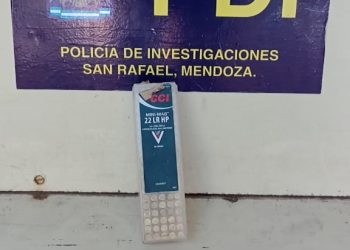 PDI
POLICIA DE INVESTIGACIONES
SAN RAFAEL, MENDOZA.
CCI
MINI-MAG
22 LR HP